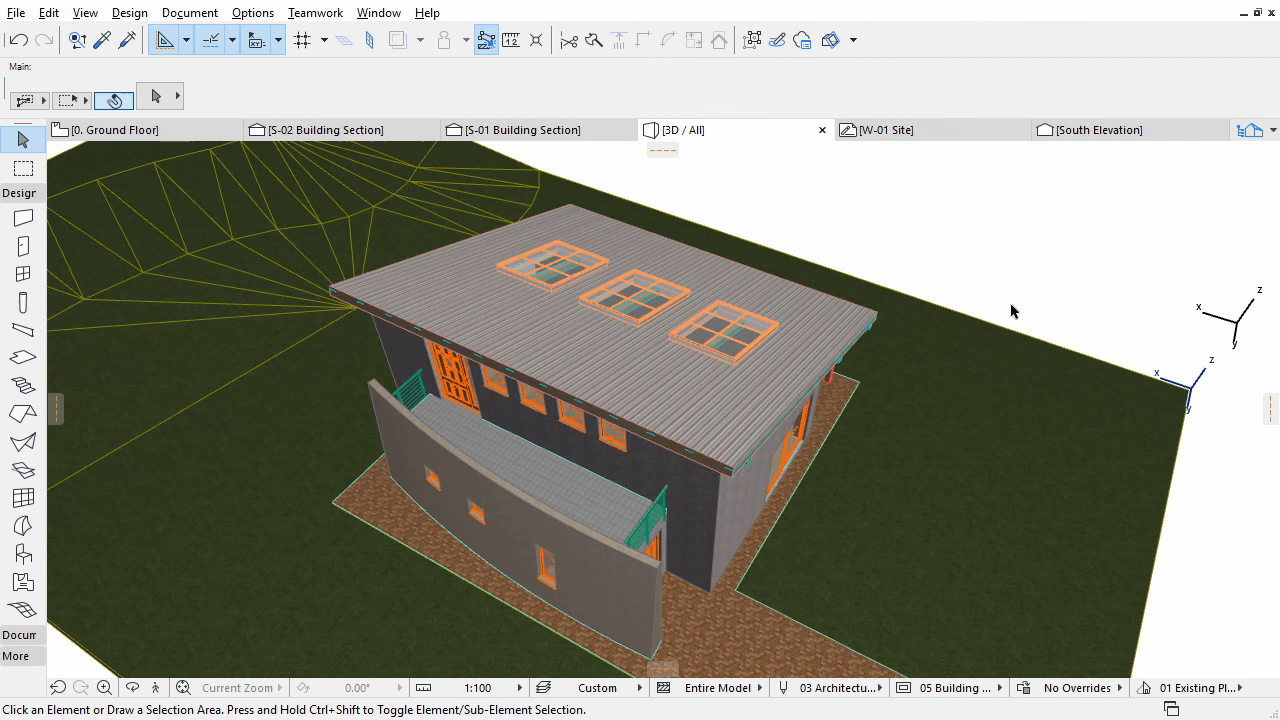 File Edit View Design Document Options Teamwork Window Help
1 2
Main:
[0. Ground Floor] [S-02 Building Section] [S-01 Building Section] [3D / All] [W-01 Site] [South Elevation]
Design
z
x
y
z
x
y
Docum
More
Current Zoom 0.00° 1:100 Custom Entire Model 03 Architectu... 05 Building ... No Overrides 01 Existing Pl...
Click an Element or Draw a Selection Area. Press and Hold Ctrl+Shift to Toggle Element/Sub-Element Selection.